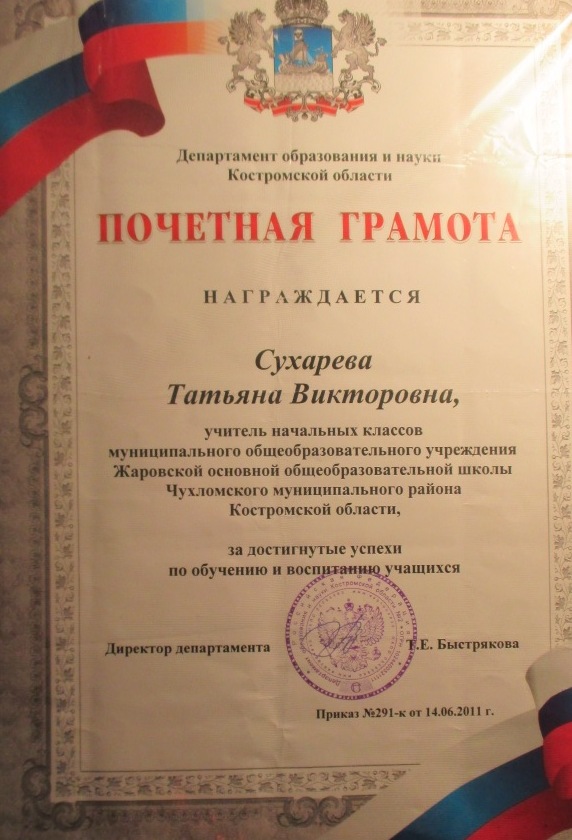 Департамент образования и науки
Костромской области
ПОЧЕТНАЯ ГРАМОТА
НАГРАЖДАЕТСЯ
Сухарева
Татьяна Викторовна,
учитель начальных классов
муниципального общеобразовательного учреждения
Жаровской основной общеобразовательной школы
Чухломского муниципального района
Костромской области,
за достигнутые успехи
по обучению и воспитанию учащихся
Директор департамента Т.Е. Быстрякова
Приказ №291-к от 14.06.2011 г.